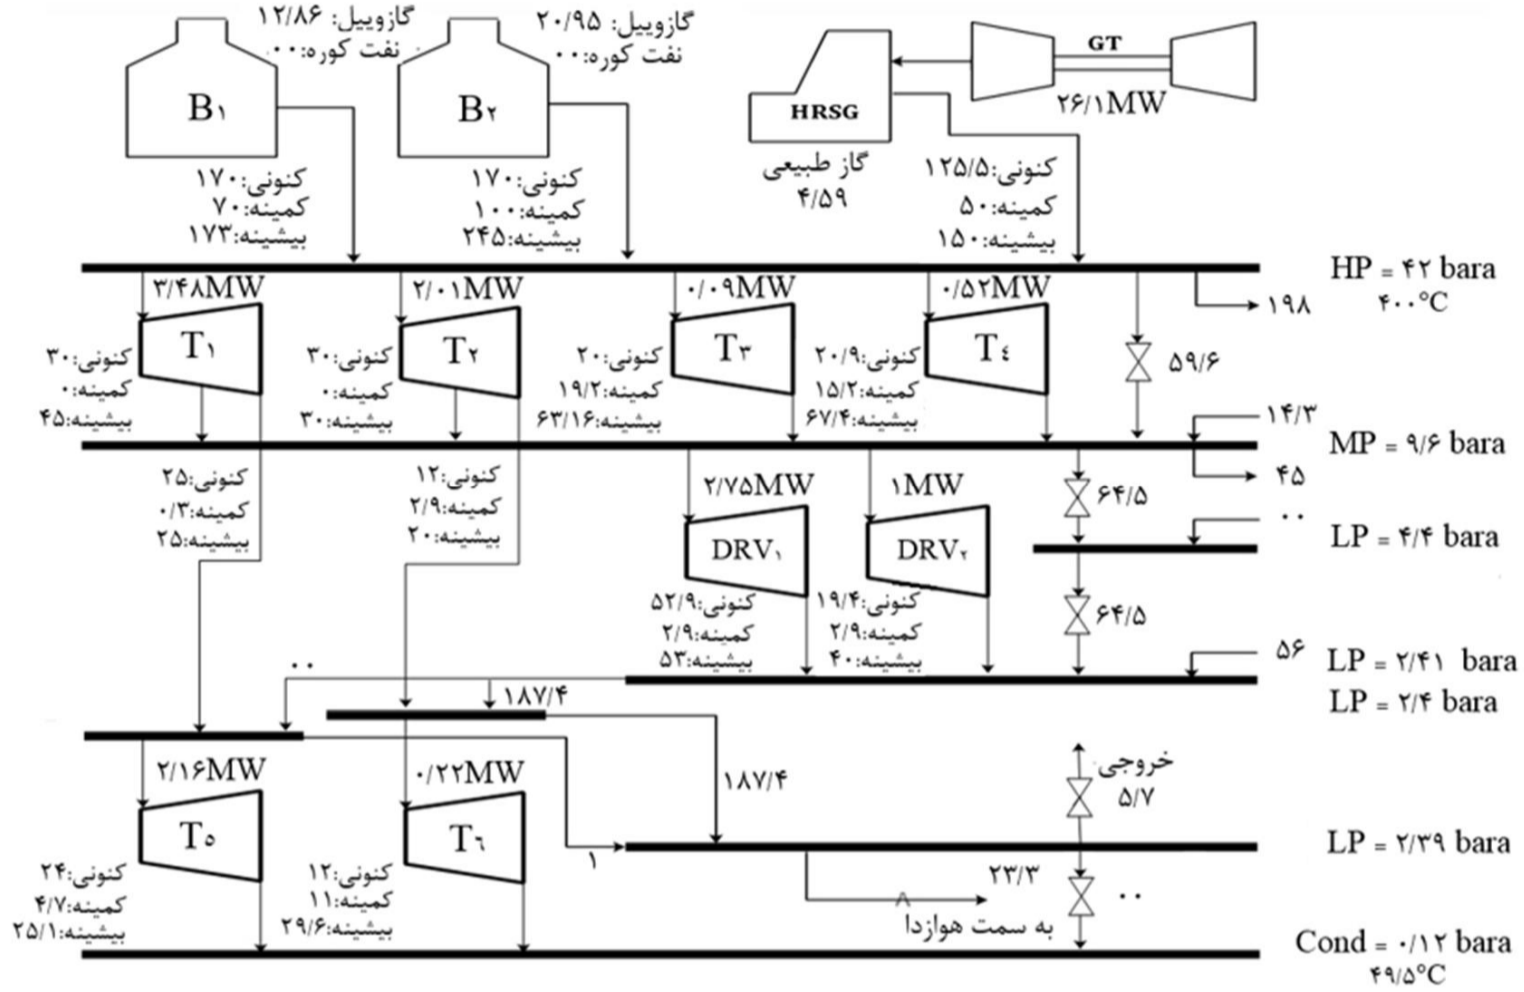 گازوییل: ۱۲/۸۶
نفت کوره:۰۰
B۱
گازوییل: ۲۰/۹۵
نفت کوره:۰۰
B۲
HRSG
GT
۲۶/۱MW
گاز طبیعی
۴/۵۹
کنونی:۱۷۰
کمینه:۷۰
بیشینه:۱۷۳
کنونی:۱۷۰
کمینه:۱۰۰
بیشینه:۲۴۵
کنونی:۱۲۵/۵
کمینه:۵۰
بیشینه:۱۵۰
HP = ۴۲ bara
۴۰۰°C
۳/۴۸MW
T۱
کنونی:۳۰
کمینه:۰
بیشینه:۴۵
۲/۰۱MW
T۲
کنونی:۳۰
کمینه:۰
بیشینه:۳۰
۰/۰۹MW
T۳
کنونی:۲۰
کمینه:۱۹/۲
بیشینه:۶۳/۱۶
۰/۵۲MW
T٤
کنونی:۲۰/۹
کمینه:۱۵/۲
بیشینه:۶۷/۴
۵۹/۶
۱۹۸
۱۴/۳
MP = ۹/۶ bara
۴۵
کنونی:۲۵
کمینه:۰/۳
بیشینه:۲۵
کنونی:۱۲
کمینه:۲/۹
بیشینه:۲۰
۲/۷۵MW
DRV۱
کنونی:۵۲/۹
کمینه:۲/۹
بیشینه:۵۳
۱MW
DRV۲
کنونی:۱۹/۴
کمینه:۲/۹
بیشینه:۴۰
۶۴/۵
۰۰
LP = ۴/۴ bara
۶۴/۵
۵۶
LP = ۲/۴۱ bara
LP = ۲/۴ bara
۰۰
۱۸۷/۴
۱۸۷/۴
۲/۱۶MW
T٥
کنونی:۲۴
کمینه:۴/۷
بیشینه:۲۵/۱
۰/۲۲MW
T٦
کنونی:۱۲
کمینه:۱۱
بیشینه:۲۹/۶
۱
خروجی
۵/۷
LP = ۲/۳۹ bara
۲۳/۳
به سمت هوازدا
۰۰
Cond = ۰/۱۲ bara
۴۹/۵°C